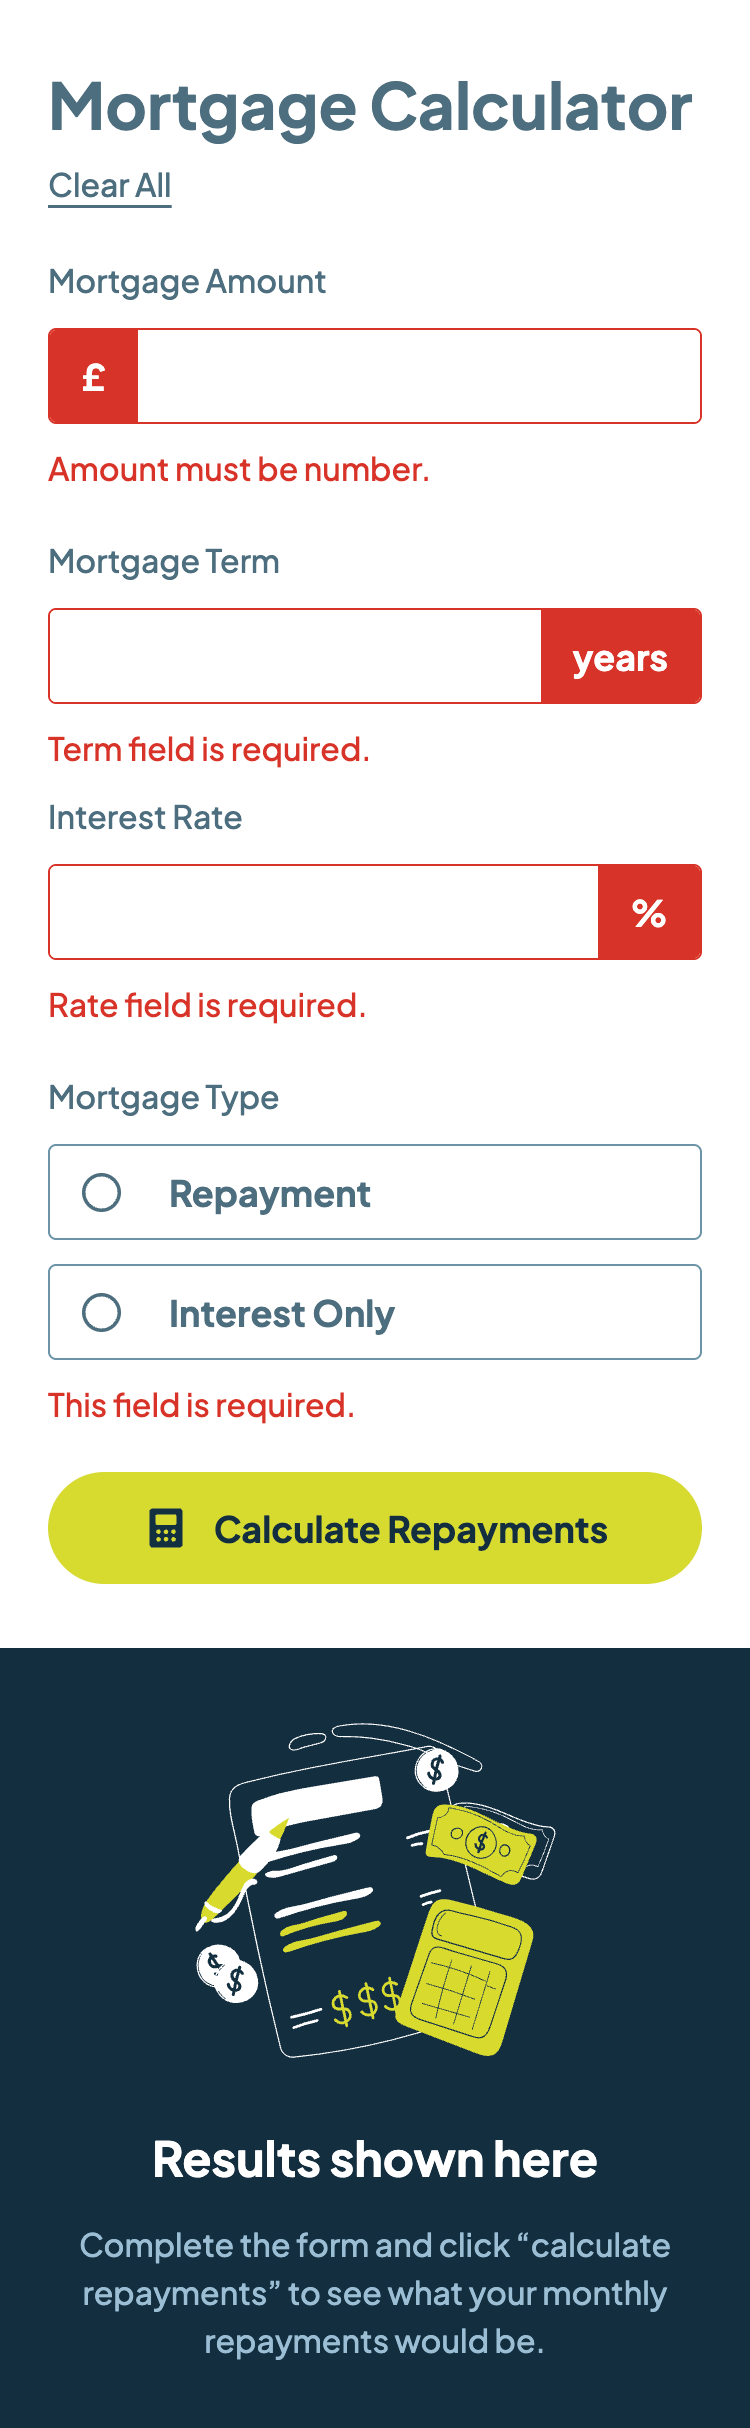 Mortgage Calculator
Clear All
Mortgage Amount
£
Amount must be number.
Mortgage Term
years
Term field is required.
Interest Rate
%
Rate field is required.
Mortgage Type
Repayment
Interest Only
This field is required.
Calculate Repayments
$
$
$
$
$$$
Results shown here
Complete the form and click “calculate
repayments” to see what your monthly
repayments would be.